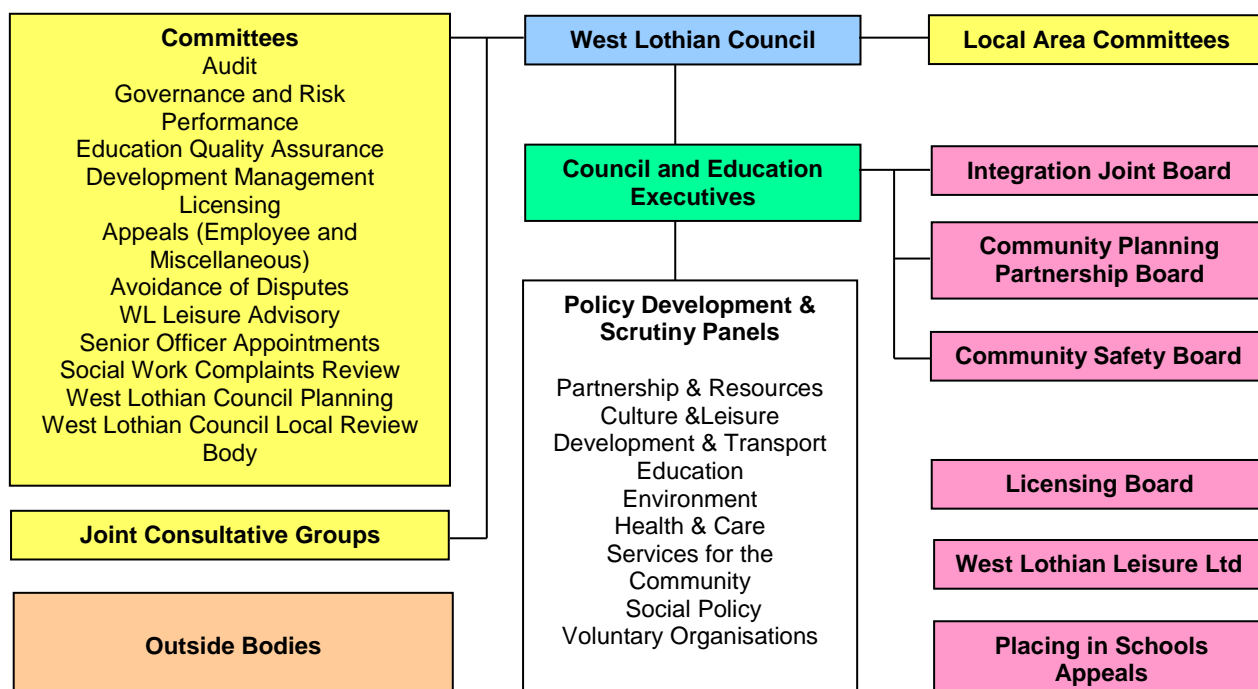 Committees
Audit
Governance and Risk
Performance
Education Quality Assurance
Development Management
Licensing
Appeals (Employee and
Miscellaneous)
Avoidance of Disputes
WL Leisure Advisory
Senior Officer Appointments
Social Work Complaints Review
West Lothian Council Planning
West Lothian Council Local Review
Body
Joint Consultative Groups
Outside Bodies
West Lothian Council
Council and Education
Executives
Policy Development &
Scrutiny Panels
Partnership & Resources
Culture &Leisure
Development & Transport
Education
Environment
Health & Care
Services for the
Community
Social Policy
Voluntary Organisations
Local Area Committees
Integration Joint Board
Community Planning
Partnership Board
Community Safety Board
Licensing Board
West Lothian Leisure Ltd
Placing in Schools
Appeals